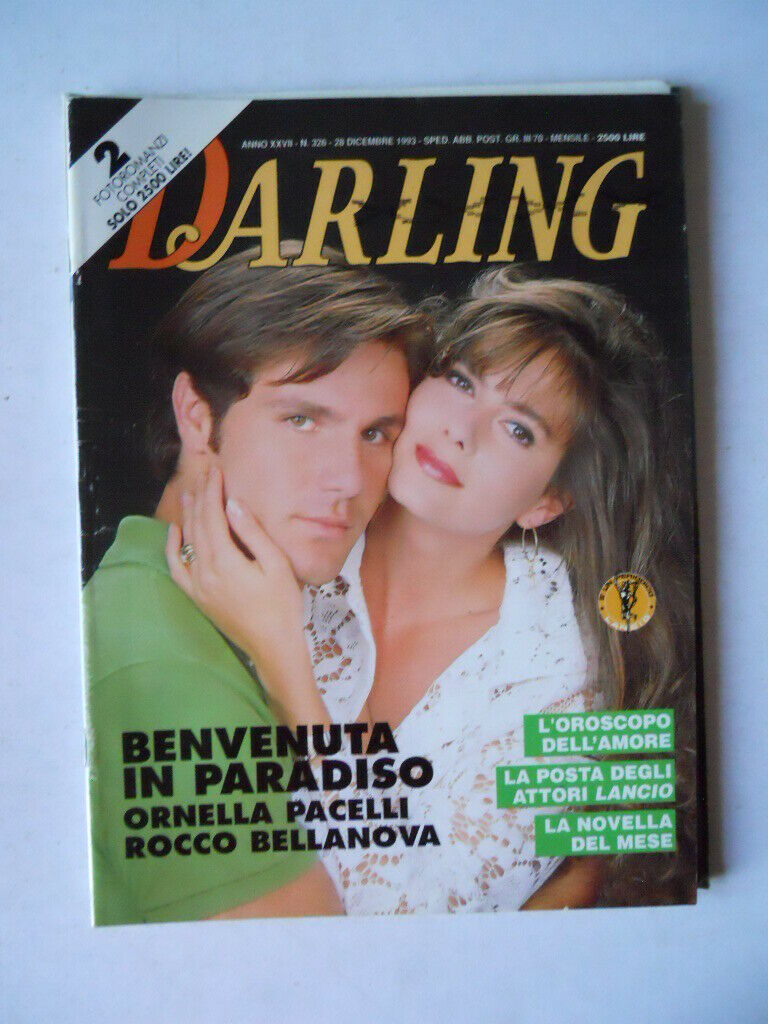 2
FOTOROMANZI
COMPLETI
SOLO 2500 LIRE!
ANNO XXVII - N. 326 - 28 DICEMBRE 1993 - SPED. ABB. POST. GR. III 70 - MENSILE - 2500 LIRE
DARLING
BENVENUTA
IN PARADISO
ORNELLA PACELLI
ROCCO BELLANOVA
L'OROSCOPO
DELL'AMORE
LA POSTA DEGLI
ATTORI LANCIO
LA NOVELLA
DEL MESE